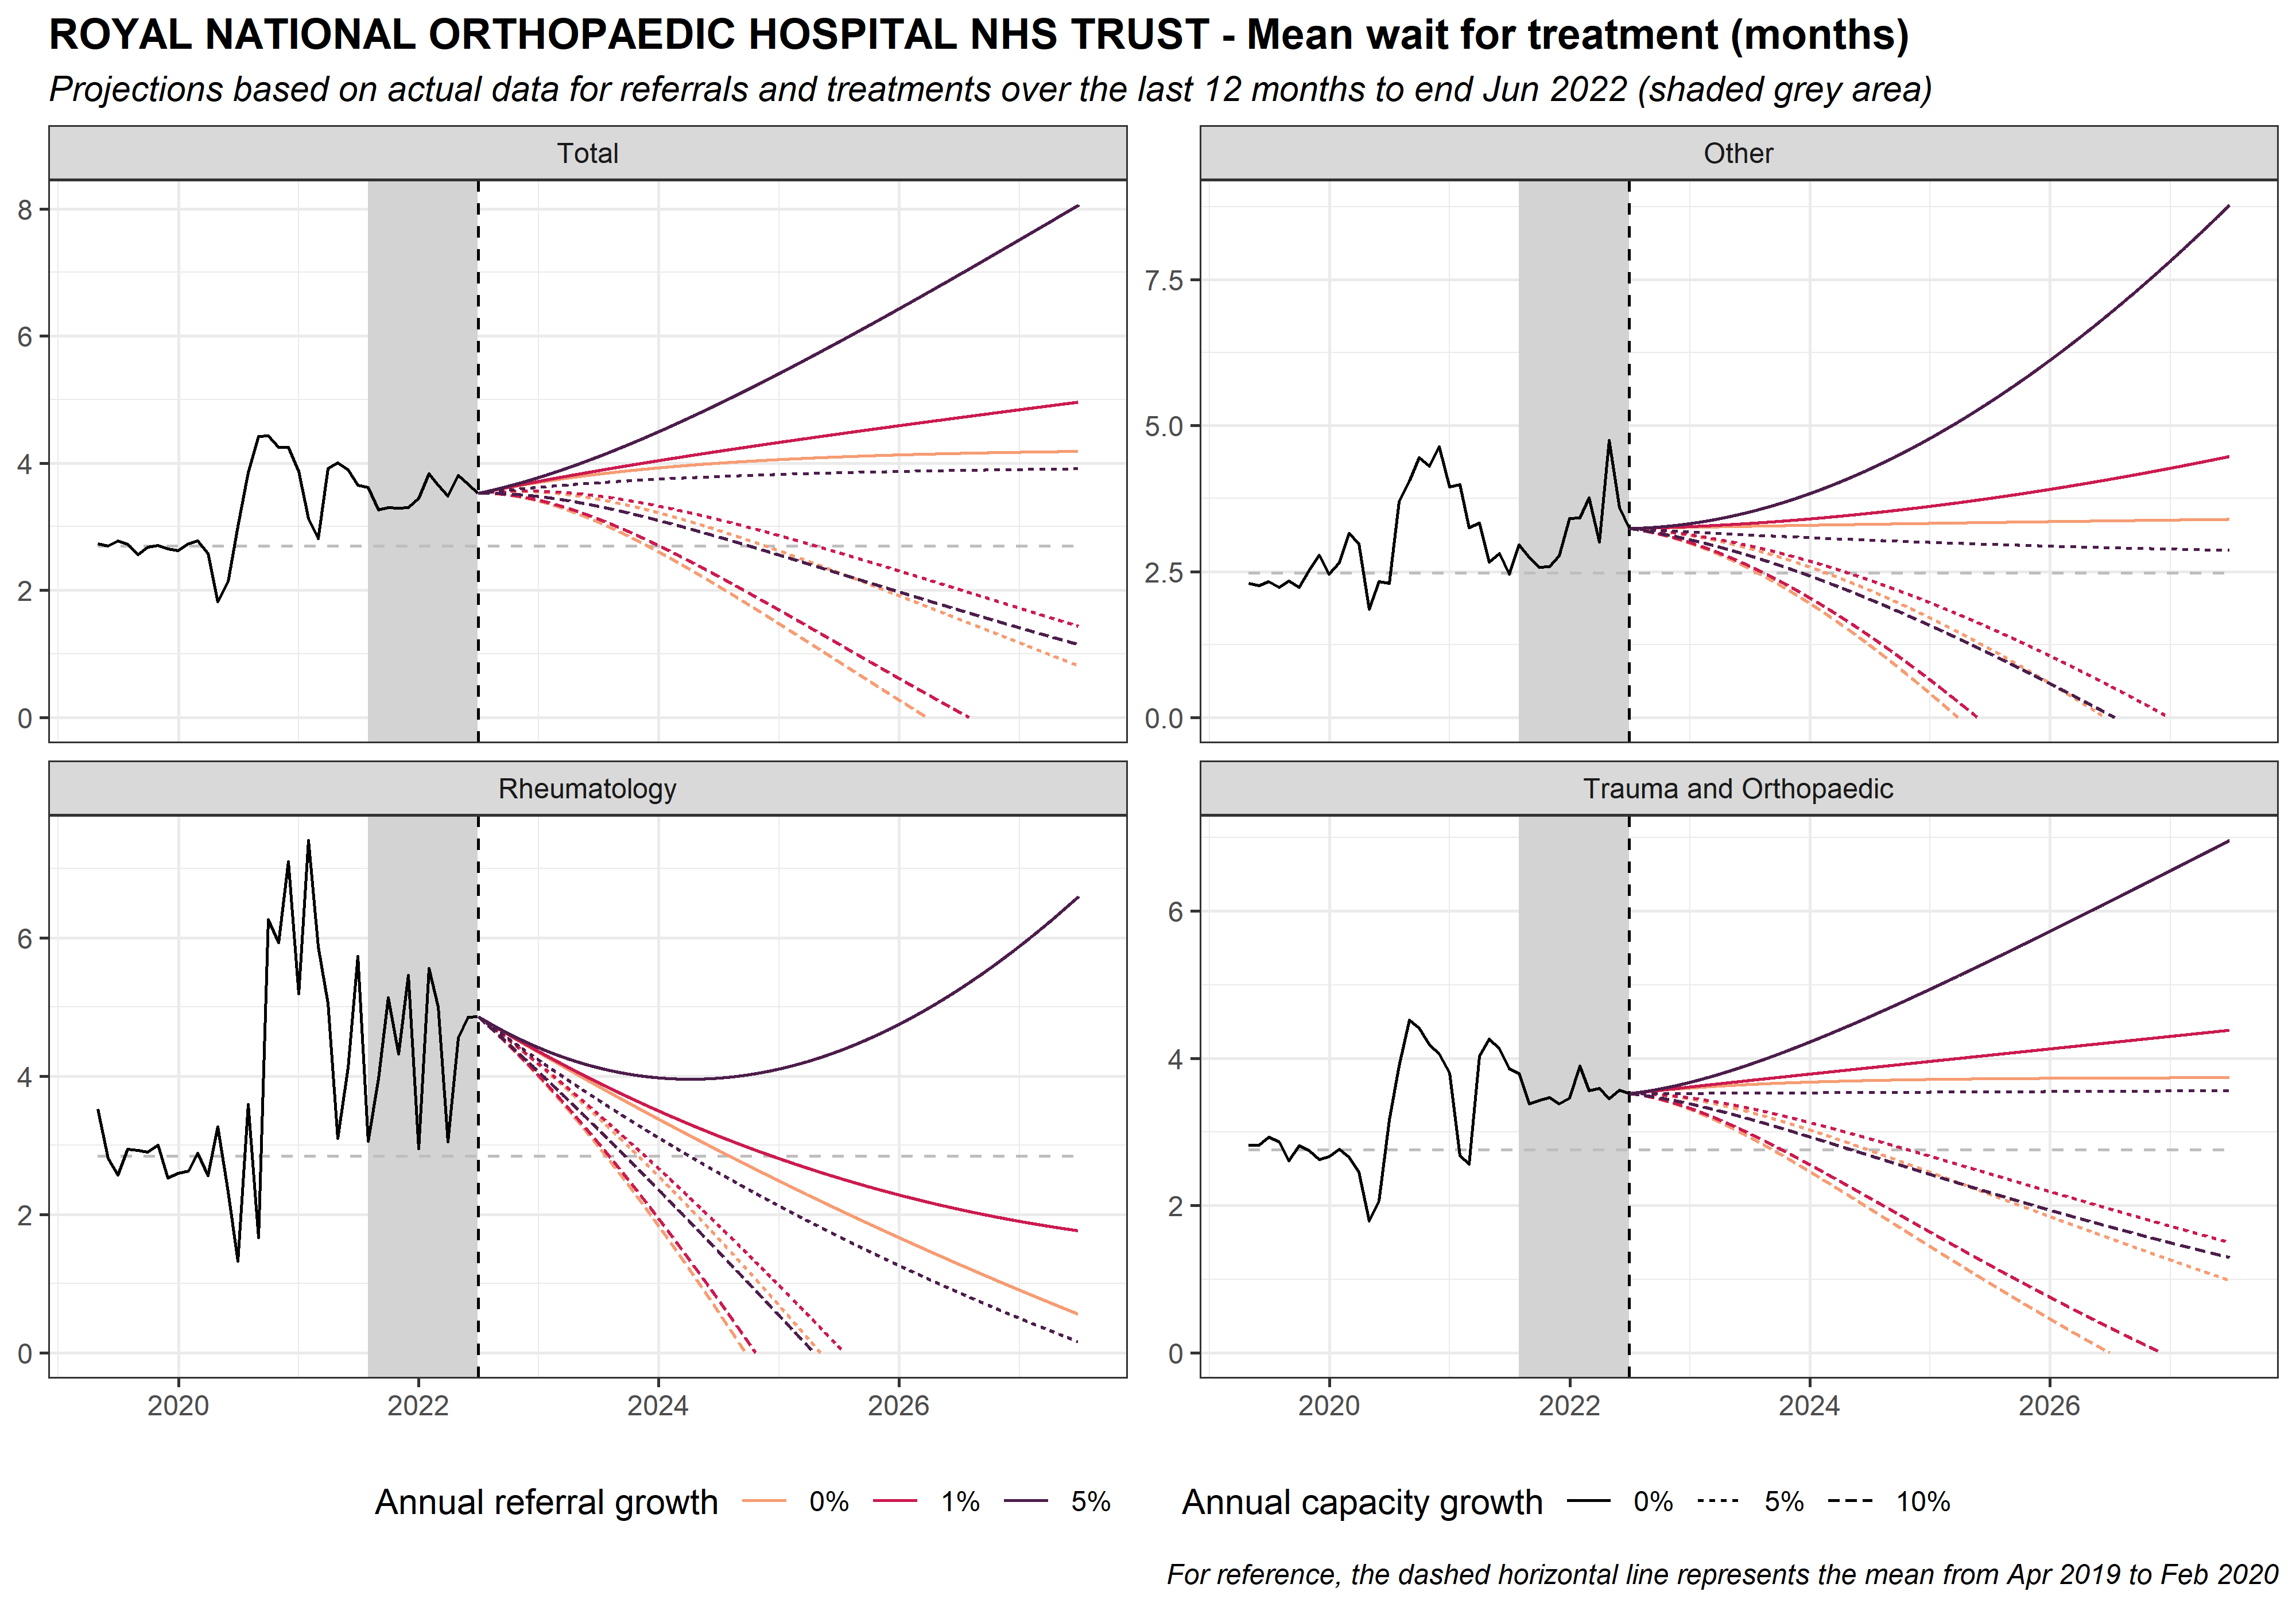 ROYAL NATIONAL ORTHOPAEDIC HOSPITAL NHS TRUST - Mean wait for treatment (months)
Projections based on actual data for referrals and treatments over the last 12 months to end Jun 2022 (shaded grey area)
Total
8
6
4
2
0
Other
7.5
5.0
2.5
0.0
Rheumatology
6
4
2
0
2020 2022 2024 2026
Trauma and Orthopaedic
6
4
2
0
2020 2022 2024 2026
Annual referral growth 0% 1% 5%
Annual capacity growth 0% 5% 10%
For reference, the dashed horizontal line represents the mean from Apr 2019 to Feb 2020